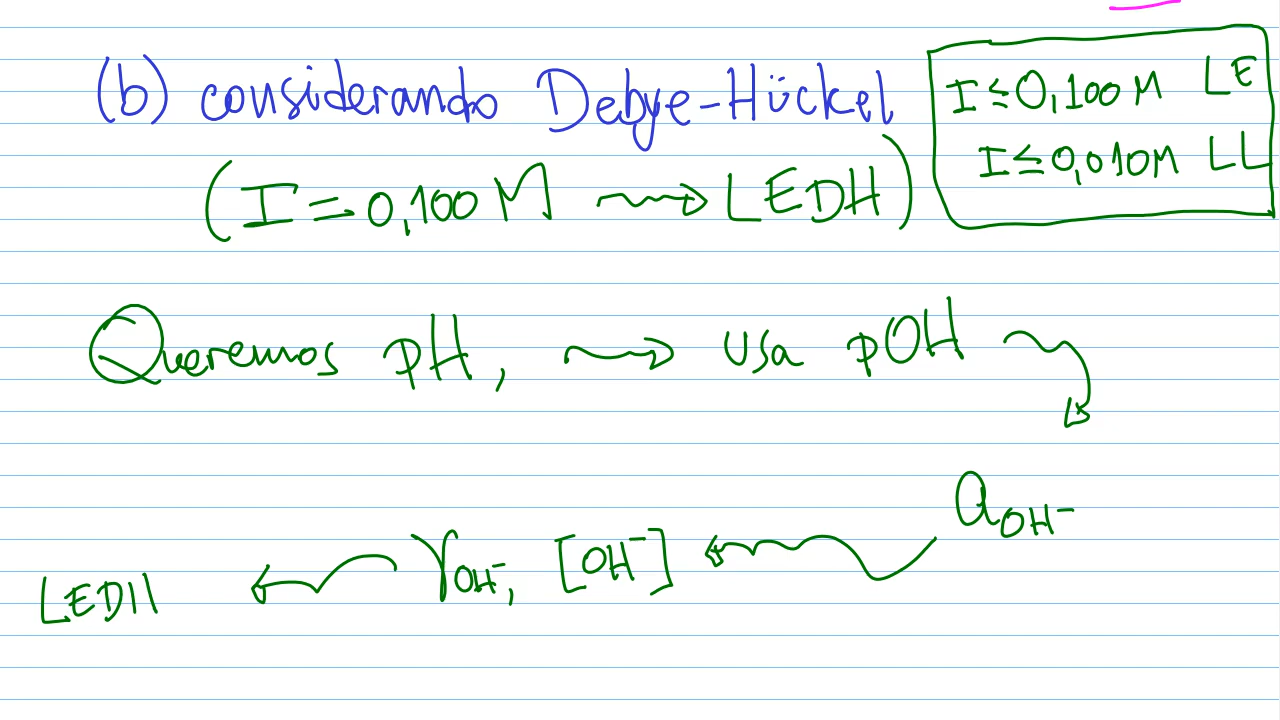 (b) considerando Debye-Hückel
I ≤ 0,100 M LE
I ≤ 0,010M LL
(I = 0,100 M → LEDH)
Queremos pH, → usa pOH
a_OH⁻
γ_OH⁻, [OH⁻]
LEDH